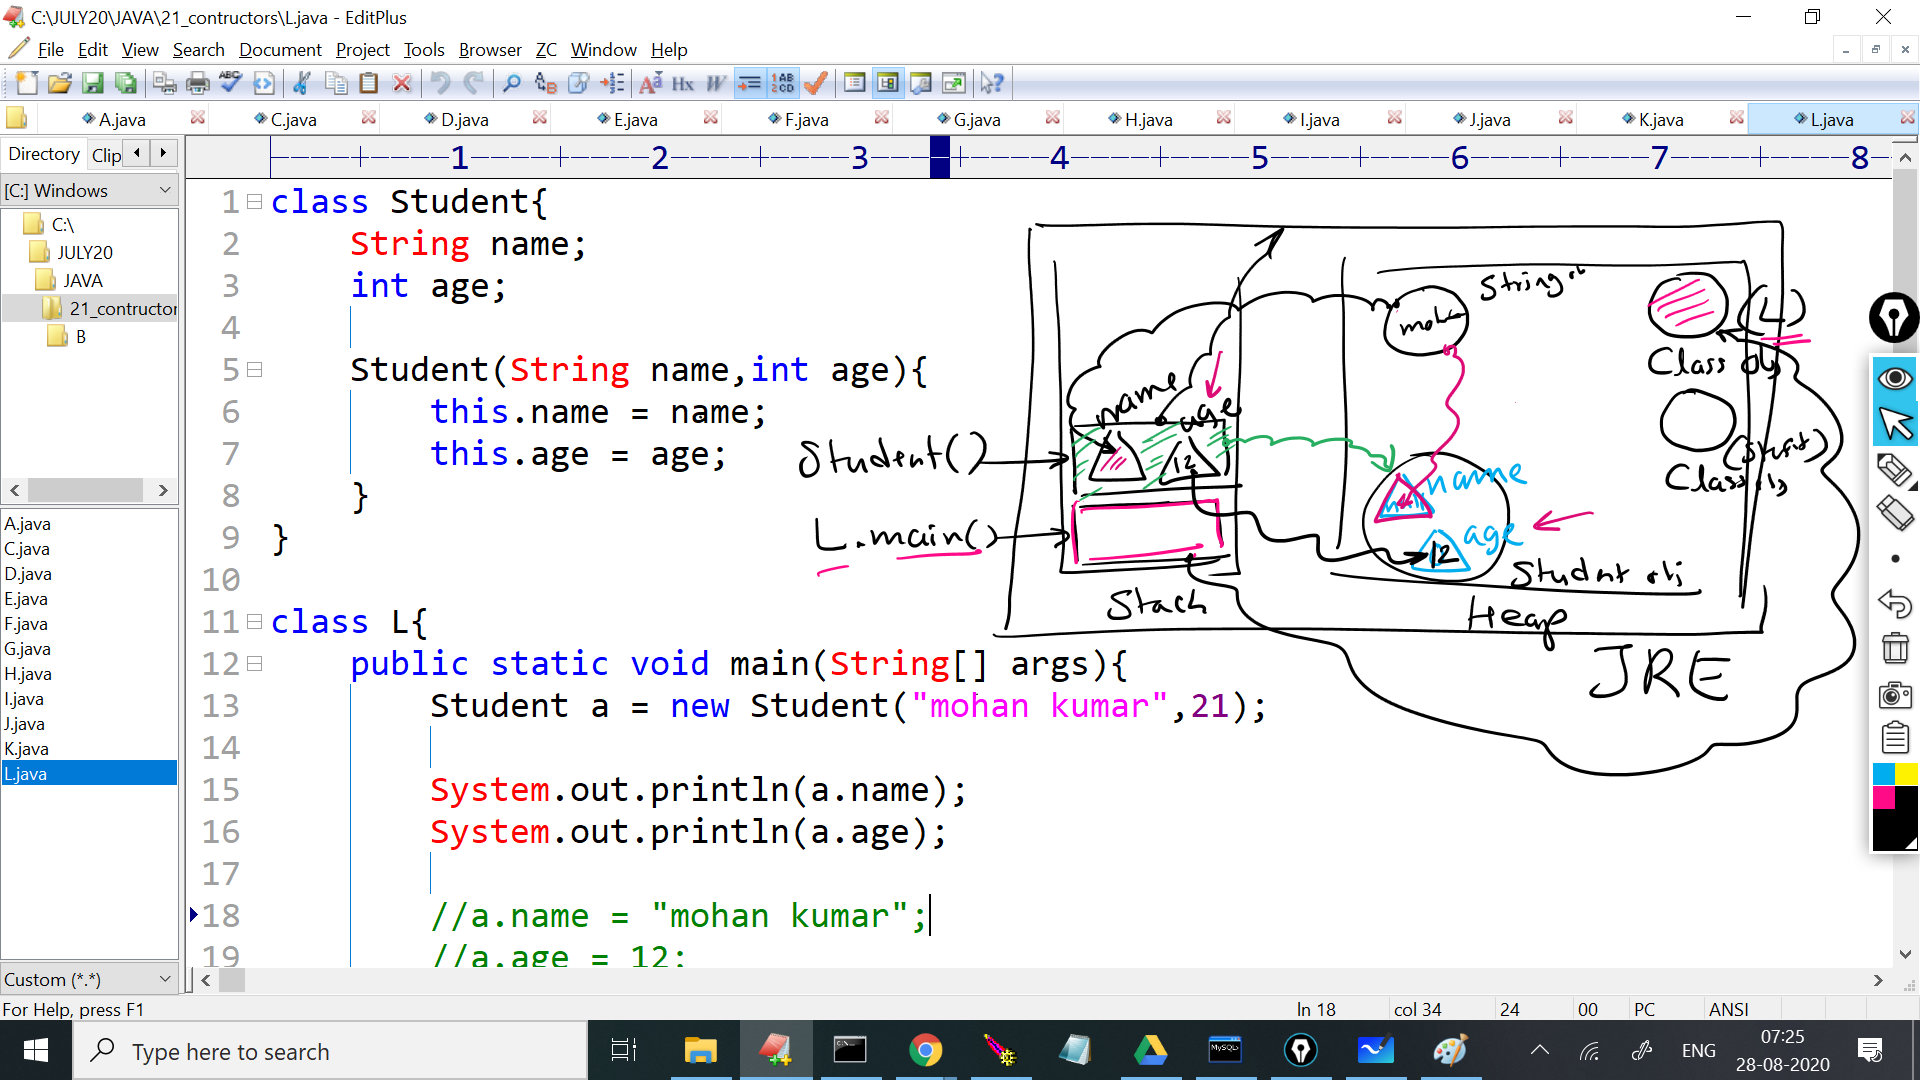 C:\JULY20\JAVA\21_contructors\L.java - EditPlus
File Edit View Search Document Project Tools Browser ZC Window Help
A.java C.java D.java E.java F.java G.java H.java I.java J.java K.java L.java
Directory Clip
1 2 3 4 5 6 7 8
[C:] Windows
C:\
JULY20
JAVA
21_contructor
B
A.java
C.java
D.java
E.java
F.java
G.java
H.java
I.java
J.java
K.java
L.java
Custom (*.*)
1 class Student{
2 String name;
3 int age;
4
5 Student(String name,int age){
6 this.name = name;
7 this.age = age;
8 }
9 }
10
11 class L{
12 public static void main(String[] args){
13 Student a = new Student("mohan kumar",21);
14
15 System.out.println(a.name);
16 System.out.println(a.age);
17
18 //a.name = "mohan kumar";
19 //a.age = 12;
String ob
(L)
Class obj
name age
Student()
12
name
age
12
L.main()
Student obj
Stack
Heap
JRE
For Help, press F1
ln 18 col 34 24 00 PC ANSI
Type here to search
MySQL
ENG
07:25
28-08-2020